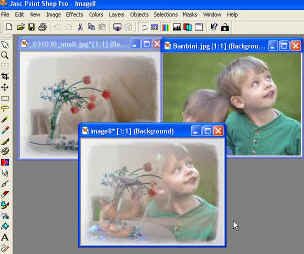 Jasc Paint Shop Pro - Image8
File Edit View Image Effects Colors Layers Objects Selections Masks Window Help
Bambini.jpg [1:1] (Backgrou...
Image8* [1:1] (Background)